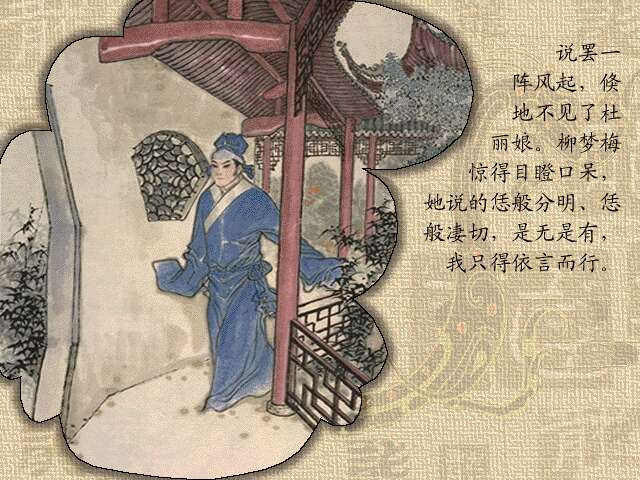 说罢一
阵风起，倏
地不见了杜
丽娘。柳梦梅
惊得目瞪口呆，
她说的恁般分明、恁
般凄切，是无是有，
我只得依言而行。